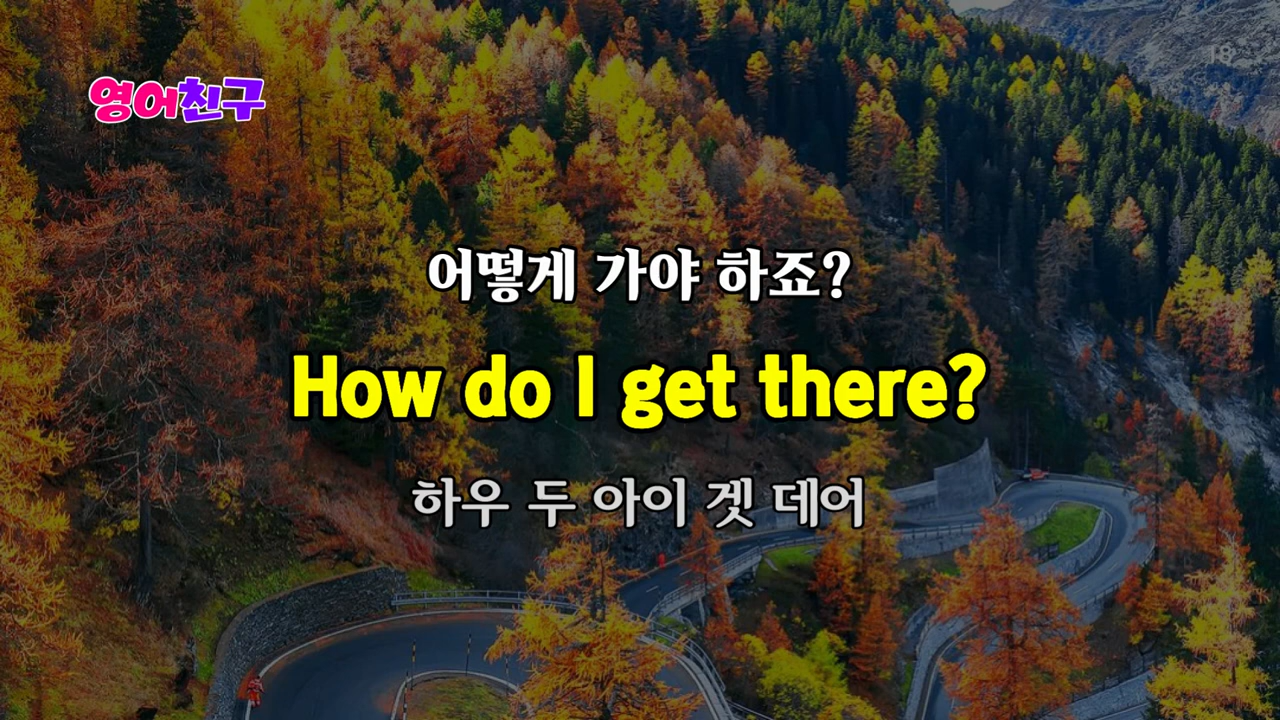 영어친구
어떻게 가야 하죠?
How do I get there?
하우 두 아이 겟 데어